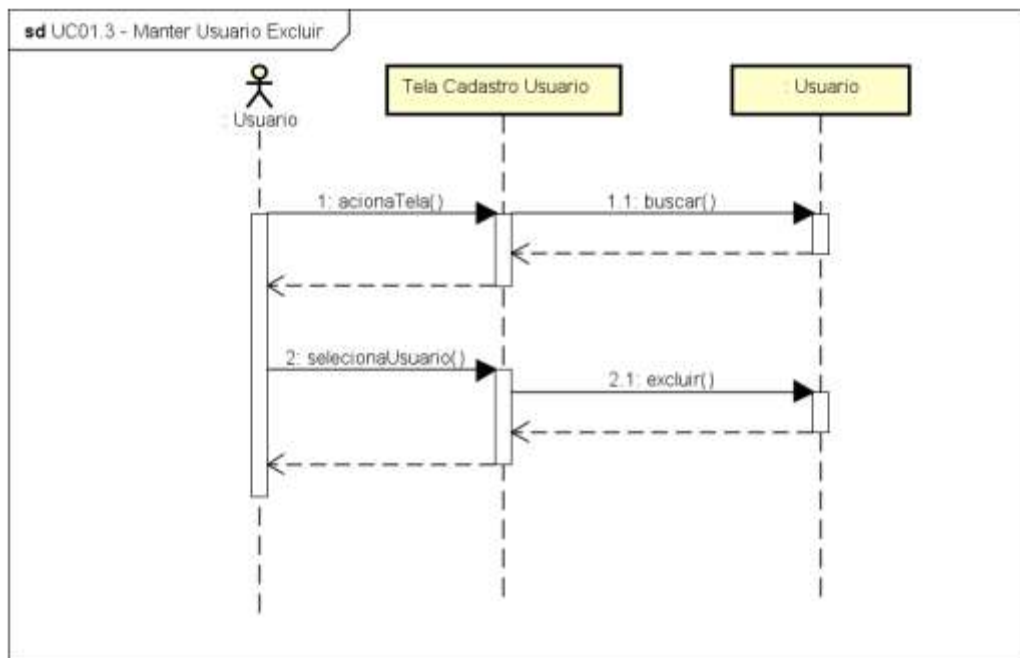 sd UC01.3 - Manter Usuario Excluir
Tela Cadastro Usuario
: Usuario
: Usuario
1: acionaTela()
1.1: buscar()
2: selecionaUsuario()
2.1: excluir()